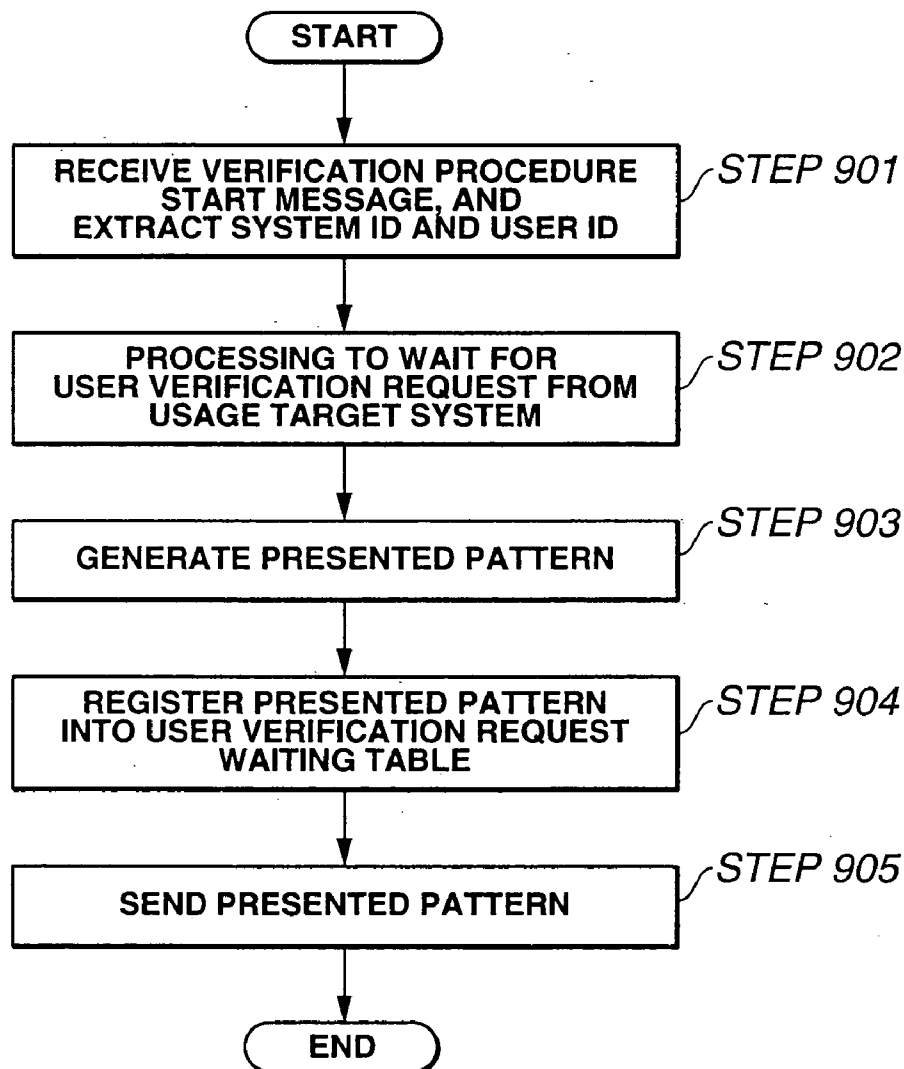 START
RECEIVE VERIFICATION PROCEDURE
START MESSAGE, AND
EXTRACT SYSTEM ID AND USER ID
STEP 901
PROCESSING TO WAIT FOR
USER VERIFICATION REQUEST FROM
USAGE TARGET SYSTEM
STEP 902
GENERATE PRESENTED PATTERN
STEP 903
REGISTER PRESENTED PATTERN
INTO USER VERIFICATION REQUEST
WAITING TABLE
STEP 904
SEND PRESENTED PATTERN
STEP 905
END